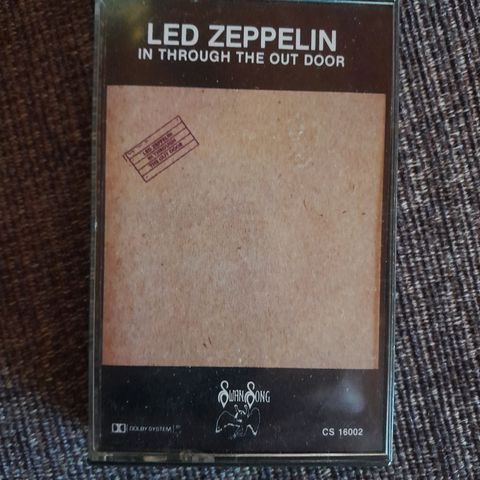 LED ZEPPELIN
IN THROUGH THE OUT DOOR
LED ZEPPELIN
IN THROUGH
THE OUT DOOR
SWAN SONG
DOLBY SYSTEM
CS 16002